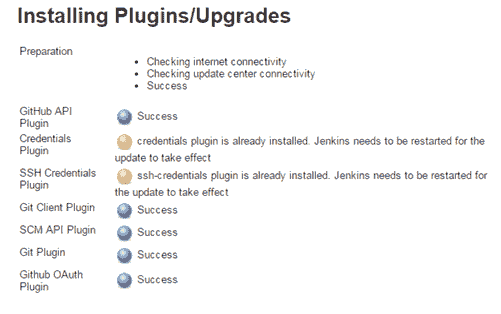 Installing Plugins/Upgrades
Preparation
• Checking internet connectivity
• Checking update center connectivity
• Success
GitHub API
Plugin
Success
Credentials
Plugin
credentials plugin is already installed. Jenkins needs to be restarted for the
update to take effect
SSH Credentials
Plugin
ssh-credentials plugin is already installed. Jenkins needs to be restarted for
the update to take effect
Git Client Plugin
Success
SCM API Plugin
Success
Git Plugin
Success
Github OAuth
Plugin
Success